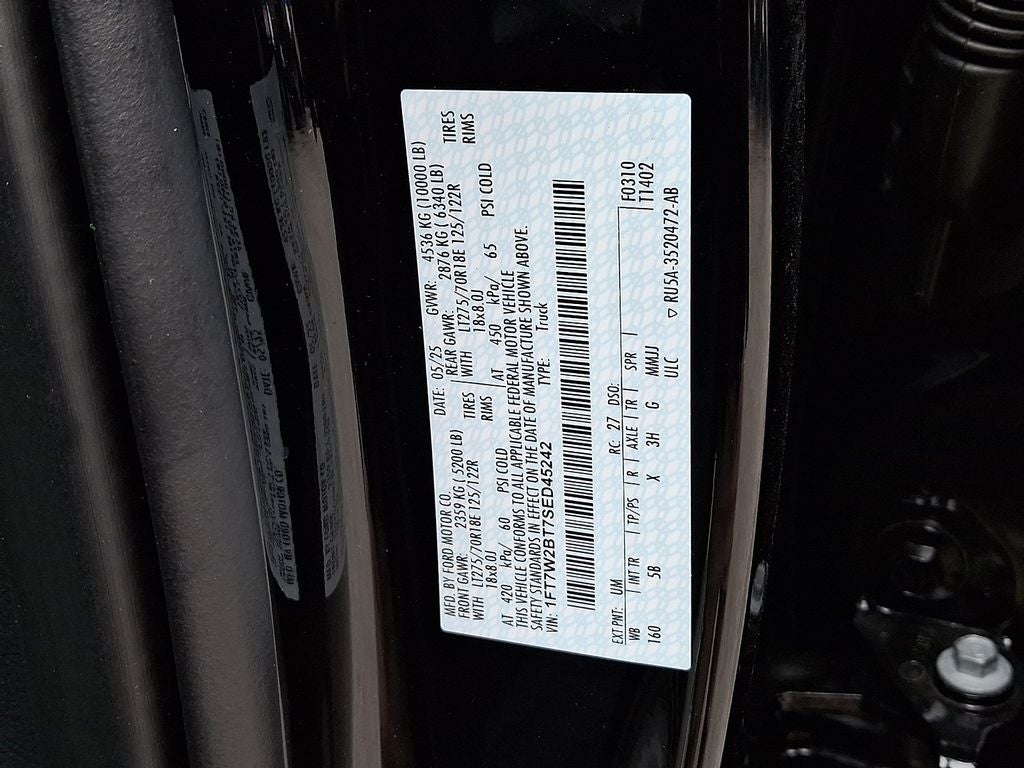 MFD. BY FORD MOTOR CO. DATE: 05/25 GVWR: 4536 KG (10000 LB)
FRONT GAWR: 2359 KG ( 5200 LB) REAR GAWR: 2876 KG ( 6340 LB)
WITH LT275/70R18E 125/122R TIRES WITH LT275/70R18E 125/122R TIRES
18x8.0J RIMS 18x8.0J RIMS
AT 420 kPa/ 60 PSI COLD AT 450 kPa/ 65 PSI COLD
THIS VEHICLE CONFORMS TO ALL APPLICABLE FEDERAL MOTOR VEHICLE
SAFETY STANDARDS IN EFFECT ON THE DATE OF MANUFACTURE SHOWN ABOVE.
VIN: 1FT7W2BT7SED45242 TYPE: Truck
EXT PNT: UM RC: 27 DSO: F0310
WB INT TR TP/PS R AXLE TR SPR T1402
160 5B X 3H G MMJJ
ULC ▽ RU5A-3520472-AB